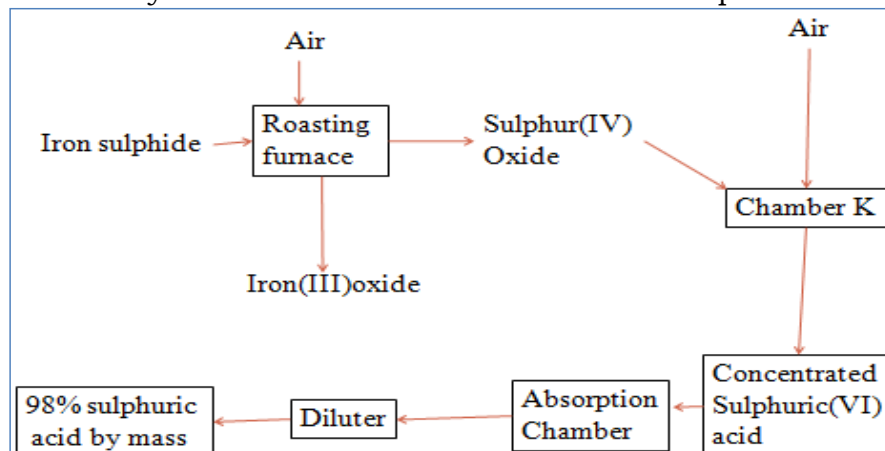 Air
Air
Iron sulphide
Roasting
furnace
Sulphur(IV)
Oxide
Chamber K
Iron(III)oxide
98% sulphuric
acid by mass
Diluter
Absorption
Chamber
Concentrated
Sulphuric(VI)
acid